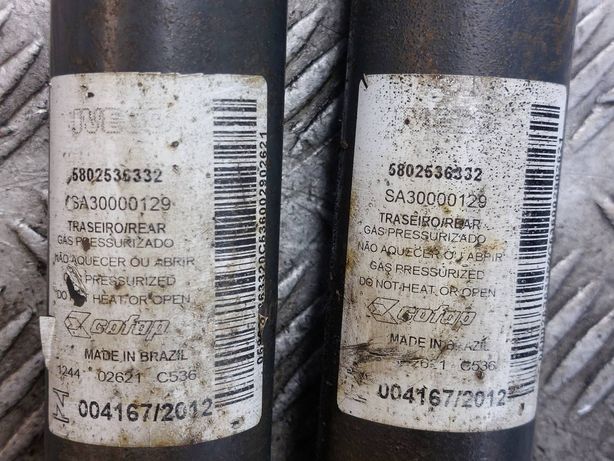 IVECO
5802536332
SA30000129
TRASEIRO/REAR
GÁS PRESSURIZADO
NÃO AQUECER OU ABRIR
PRESSURIZED
DO HEAT OR OPEN
cofap
MADE IN BRAZIL
1244 02621 C536
004167/2012
5802536332
SA30000129
TRASEIRO/REAR
GÁS PRESSURIZADO
NÃO AQUECER OU ABRIR
GAS PRESSURIZED
DO NOT HEAT OR OPEN
cofap
MADE IN BRAZIL
C536
004167/2012